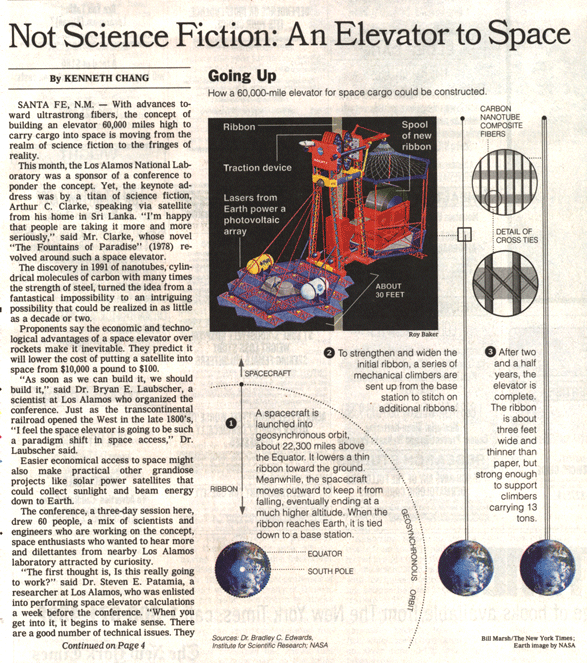 Not Science Fiction: An Elevator to Space
By KENNETH CHANG
SANTA FE, N.M. — With advances to-
ward ultrastrong fibers, the concept of
building an elevator 60,000 miles high to
carry cargo into space is moving from the
realm of science fiction to the fringes of
reality.
This month, the Los Alamos National Lab-
oratory was a sponsor of a conference to
ponder the concept. Yet, the keynote ad-
dress was by a titan of science fiction,
Arthur C. Clarke, speaking via satellite
from his home in Sri Lanka. "I'm happy
that people are taking it more and more
seriously," said Mr. Clarke, whose novel
"The Fountains of Paradise" (1978) re-
volved around such a space elevator.
The discovery in 1991 of nanotubes, cylin-
drical molecules of carbon with many times
the strength of steel, turned the idea from a
fantastical impossibility to an intriguing
possibility that could be realized in as little
as a decade or two.
Proponents say the economic and techno-
logical advantages of a space elevator over
rockets make it inevitable. They predict it
will lower the cost of putting a satellite into
space from $10,000 a pound to $100.
"As soon as we can build it, we should
build it," said Dr. Bryan E. Laubscher, a
scientist at Los Alamos who organized the
conference. Just as the transcontinental
railroad opened the West in the late 1800's,
"I feel the space elevator is going to be such
a paradigm shift in space access," Dr.
Laubscher said.
Easier economical access to space might
also make practical other grandiose
projects like solar power satellites that
could collect sunlight and beam energy
down to Earth.
The conference, a three-day session here,
drew 60 people, a mix of scientists and
engineers who are working on the concept,
space enthusiasts who wanted to hear more
and dilettantes from nearby Los Alamos
laboratory attracted by curiosity.
"The first thought is, Is this really going
to work?" said Dr. Steven E. Patamia, a
researcher at Los Alamos, who was enlisted
into performing space elevator calculations
a week before the conference. "When you
get into it, it begins to make sense. There
are a good number of technical issues. They
Continued on Page 4
Going Up
How a 60,000-mile elevator for space cargo could be constructed.
Ribbon
Spool
of new
ribbon
Traction device
Lasers from
Earth power a
photovoltaic
array
ABOUT
30 FEET
Roy Baker
CARBON
NANOTUBE
COMPOSITE
FIBERS
DETAIL OF
CROSS TIES
SPACECRAFT
1 A spacecraft is
launched into
geosynchronous orbit,
about 22,300 miles above
the Equator. It lowers a thin
ribbon toward the ground.
Meanwhile, the spacecraft
moves outward to keep it from
falling, eventually ending at a
much higher altitude. When the
ribbon reaches Earth, it is tied
down to a base station.
RIBBON
EQUATOR
SOUTH POLE
GEOSYNCHRONOUS ORBIT
2 To strengthen and widen the
initial ribbon, a series of
mechanical climbers are
sent up from the base
station to stitch on
additional ribbons.
3 After two
and a half
years, the
elevator is
complete.
The ribbon
is about
three feet
wide and
thinner than
paper, but
strong enough
to support
climbers
carrying 13
tons.
Sources: Dr. Bradley C. Edwards,
Institute for Scientific Research; NASA
Bill Marsh/The New York Times;
Earth image by NASA